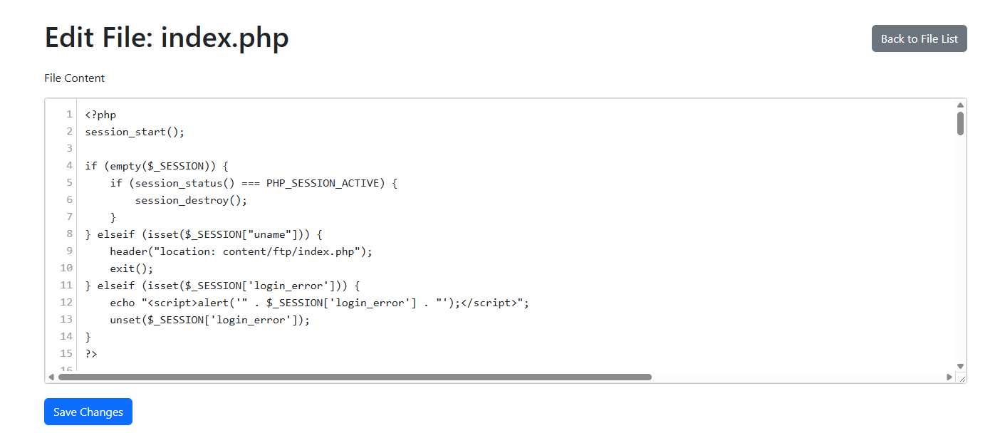 Edit File: index.php
Back to File List
File Content
1 <?php
2 session_start();
3
4 if (empty($_SESSION)) {
5     if (session_status() === PHP_SESSION_ACTIVE) {
6         session_destroy();
7     }
8 } elseif (isset($_SESSION["uname"])) {
9     header("location: content/ftp/index.php");
10     exit();
11 } elseif (isset($_SESSION['login_error'])) {
12     echo "<script>alert('" . $_SESSION['login_error'] . "');</script>";
13     unset($_SESSION['login_error']);
14 }
15 ?>
16
Save Changes